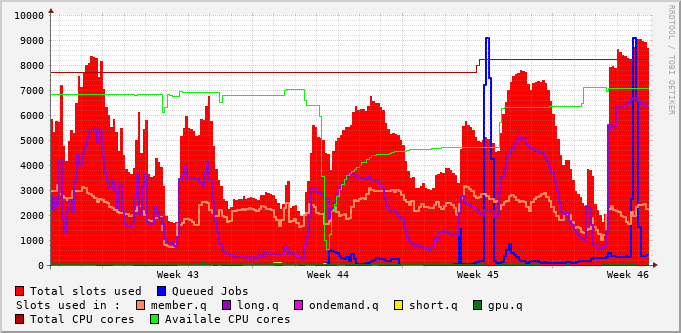 10000
9000
8000
7000
6000
5000
4000
3000
2000
1000
0
Week 43 Week 44 Week 45 Week 46
RRDTOOL / TOBI OETIKER
Total slots used Queued Jobs
Slots used in : member.q long.q ondemand.q short.q gpu.q
Total CPU cores Availale CPU cores